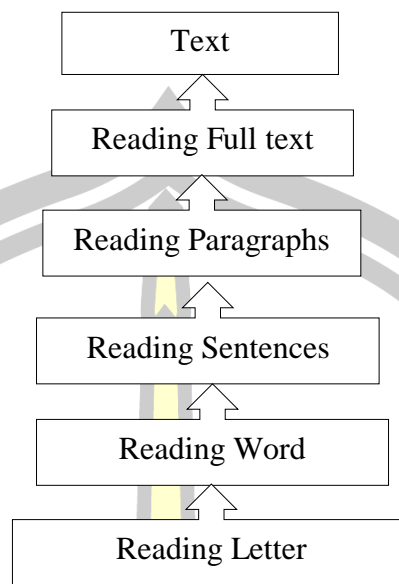 Text
Reading Full text
Reading Paragraphs
Reading Sentences
Reading Word
Reading Letter